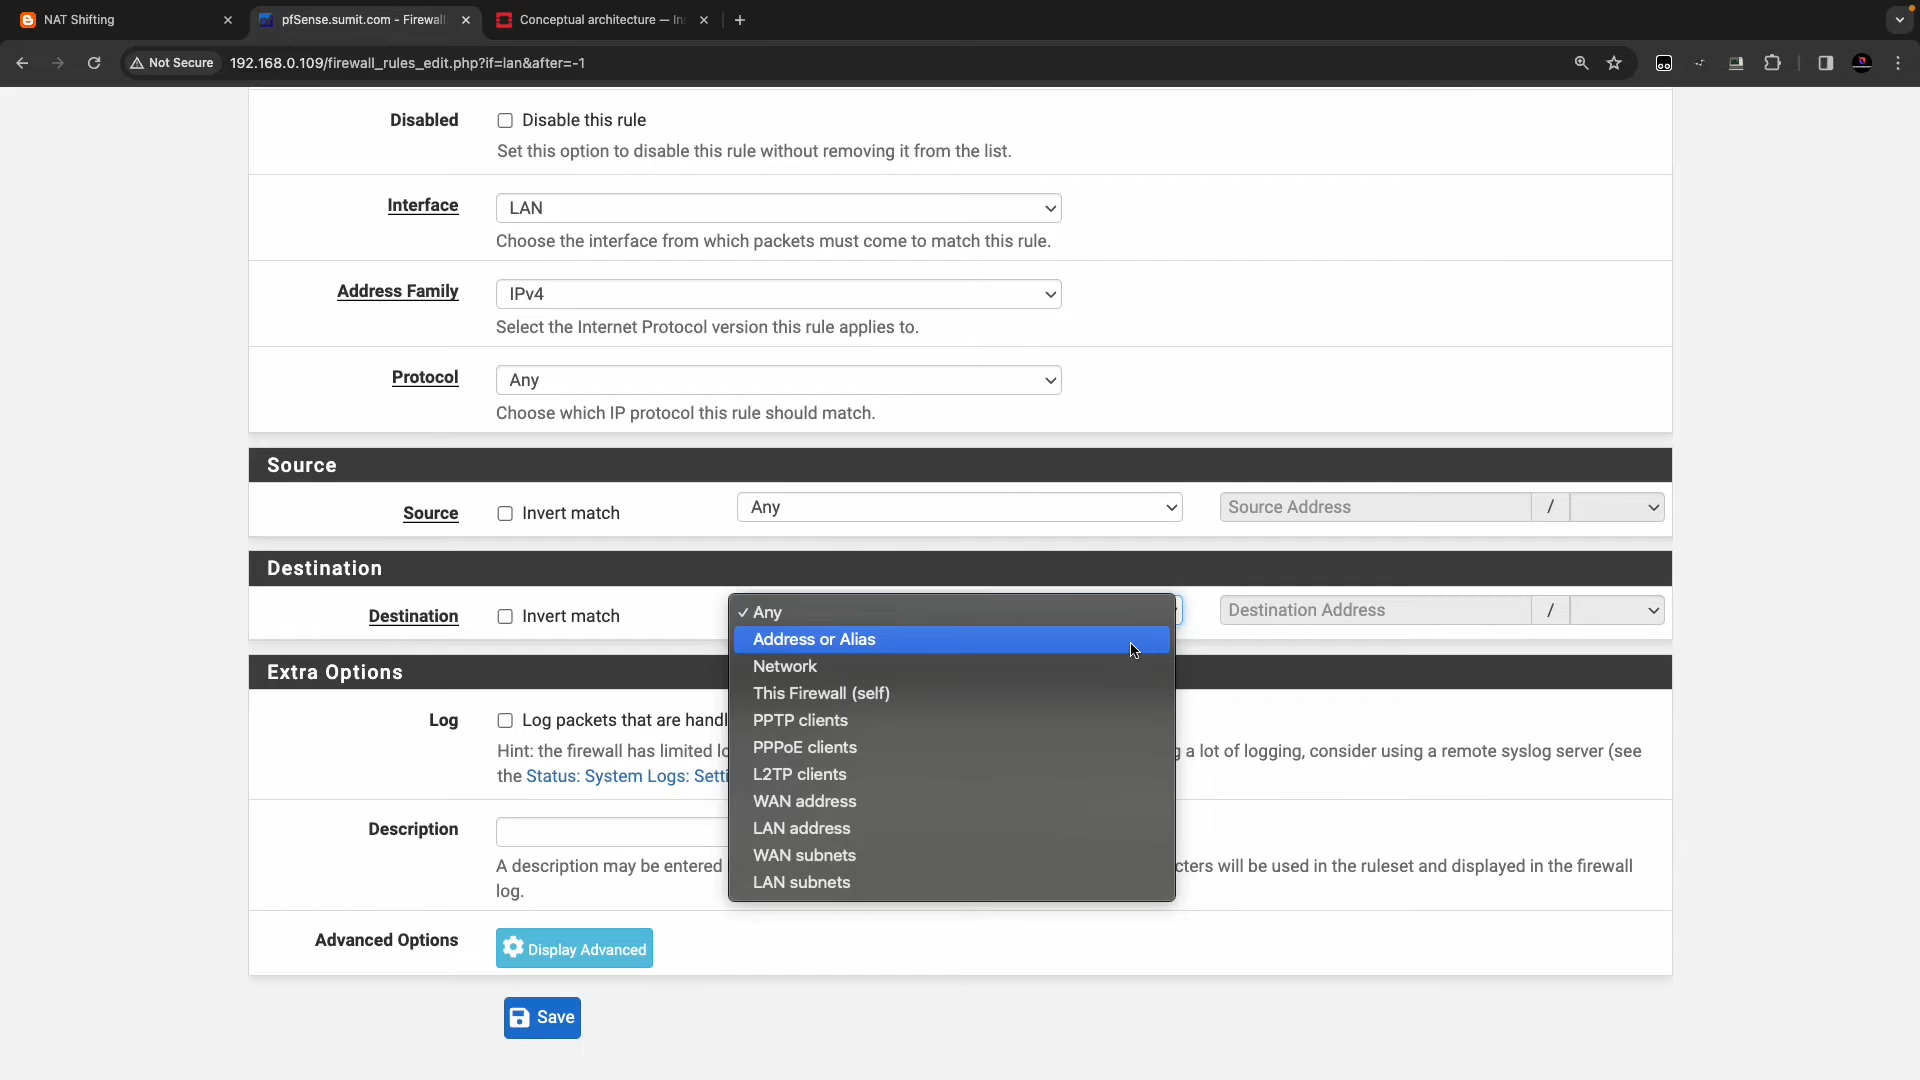 NAT Shifting
pfSense.sumit.com - Firewall
Conceptual architecture — In
Not Secure
192.168.0.109/firewall_rules_edit.php?if=lan&after=-1
Disabled
Disable this rule
Set this option to disable this rule without removing it from the list.
Interface
LAN
Choose the interface from which packets must come to match this rule.
Address Family
IPv4
Select the Internet Protocol version this rule applies to.
Protocol
Any
Choose which IP protocol this rule should match.
Source
Source
Invert match
Any
Source Address
/
Destination
Destination
Invert match
Destination Address
/
✓ Any
Address or Alias
Network
This Firewall (self)
PPTP clients
PPPoE clients
L2TP clients
WAN address
LAN address
WAN subnets
LAN subnets
Extra Options
Log
Log packets that are handl
Hint: the firewall has limited lo g a lot of logging, consider using a remote syslog server (see
the Status: System Logs: Setti
Description
A description may be entered cters will be used in the ruleset and displayed in the firewall
log.
Advanced Options
Display Advanced
Save